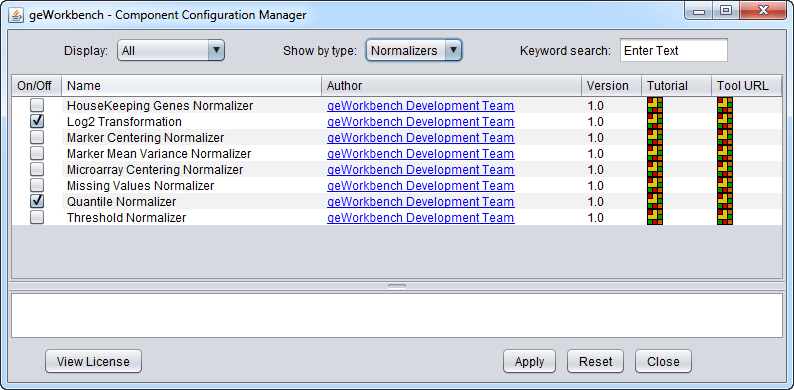 geWorkbench - Component Configuration Manager
Display: All Show by type: Normalizers Keyword search: Enter Text
On/Off Name Author Version Tutorial Tool URL
HouseKeeping Genes Normalizer geWorkbench Development Team 1.0
Log2 Transformation geWorkbench Development Team 1.0
Marker Centering Normalizer geWorkbench Development Team 1.0
Marker Mean Variance Normalizer geWorkbench Development Team 1.0
Microarray Centering Normalizer geWorkbench Development Team 1.0
Missing Values Normalizer geWorkbench Development Team 1.0
Quantile Normalizer geWorkbench Development Team 1.0
Threshold Normalizer geWorkbench Development Team 1.0
View License Apply Reset Close